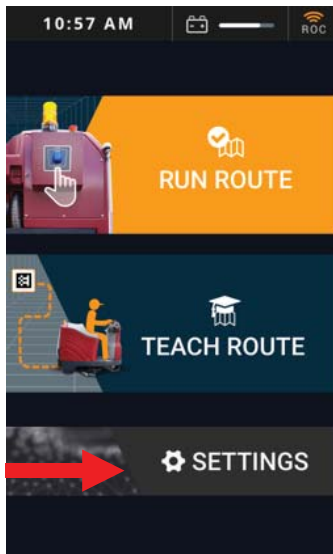 10:57 AM
ROC
RUN ROUTE
TEACH ROUTE
SETTINGS